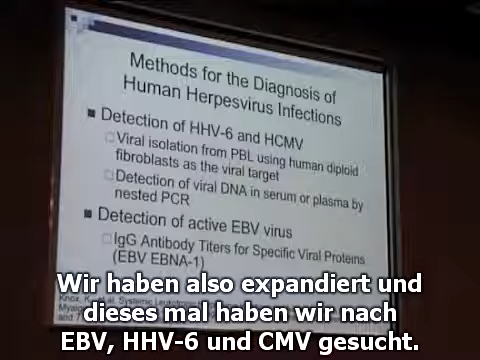 Methods for the Diagnosis of
Human Herpesvirus Infections
Detection of HHV-6 and HCMV
Viral isolation from PBL using human diploid
fibroblasts as the viral target
Detection of viral DNA in serum or plasma by
nested PCR
Detection of active EBV virus
IgG Antibody Titers for Specific Viral Proteins
(EBV EBNA-1)
Wir haben also expandiert und
dieses mal haben wir nach
EBV, HHV-6 und CMV gesucht.